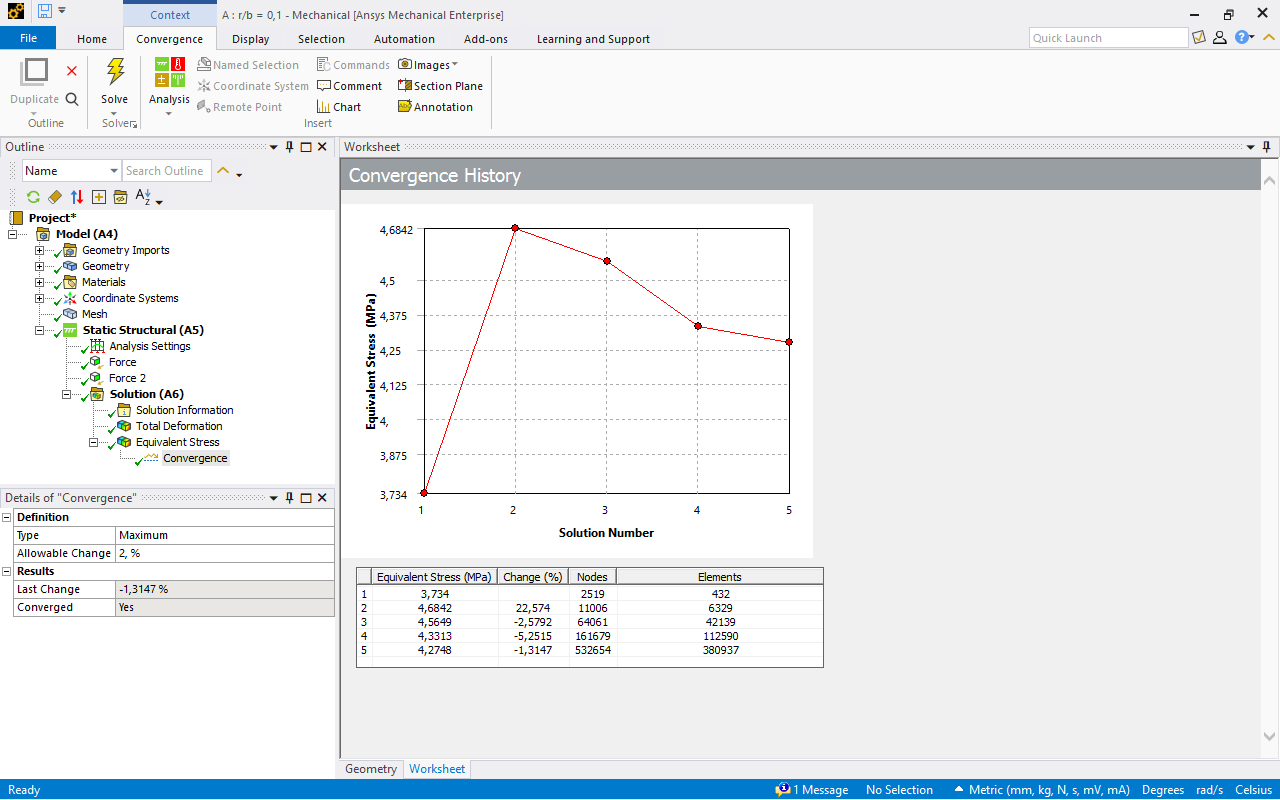 Context
A : r/b = 0,1 - Mechanical [Ansys Mechanical Enterprise]
File Home Convergence Display Selection Automation Add-ons Learning and Support
Quick Launch
Duplicate
Outline
Solve
Solver
Analysis
Named Selection
Coordinate System
Remote Point
Commands
Comment
Chart
Images
Section Plane
Annotation
Insert
Outline
Name Search Outline
Project*
Model (A4)
Geometry Imports
Geometry
Materials
Coordinate Systems
Mesh
Static Structural (A5)
Analysis Settings
Force
Force 2
Solution (A6)
Solution Information
Total Deformation
Equivalent Stress
Convergence
Details of "Convergence"
Definition
Type Maximum
Allowable Change 2, %
Results
Last Change -1,3147 %
Converged Yes
Worksheet
Convergence History
4,6842
4,5
4,375
4,25
4,125
4,
3,875
3,734
Equivalent Stress (MPa)
1 2 3 4 5
Solution Number
Equivalent Stress (MPa) Change (%) Nodes Elements
1 3,734 2519 432
2 4,6842 22,574 11006 6329
3 4,5649 -2,5792 64061 42139
4 4,3313 -5,2515 161679 112590
5 4,2748 -1,3147 532654 380937
Geometry Worksheet
Ready
1 Message No Selection Metric (mm, kg, N, s, mV, mA) Degrees rad/s Celsius